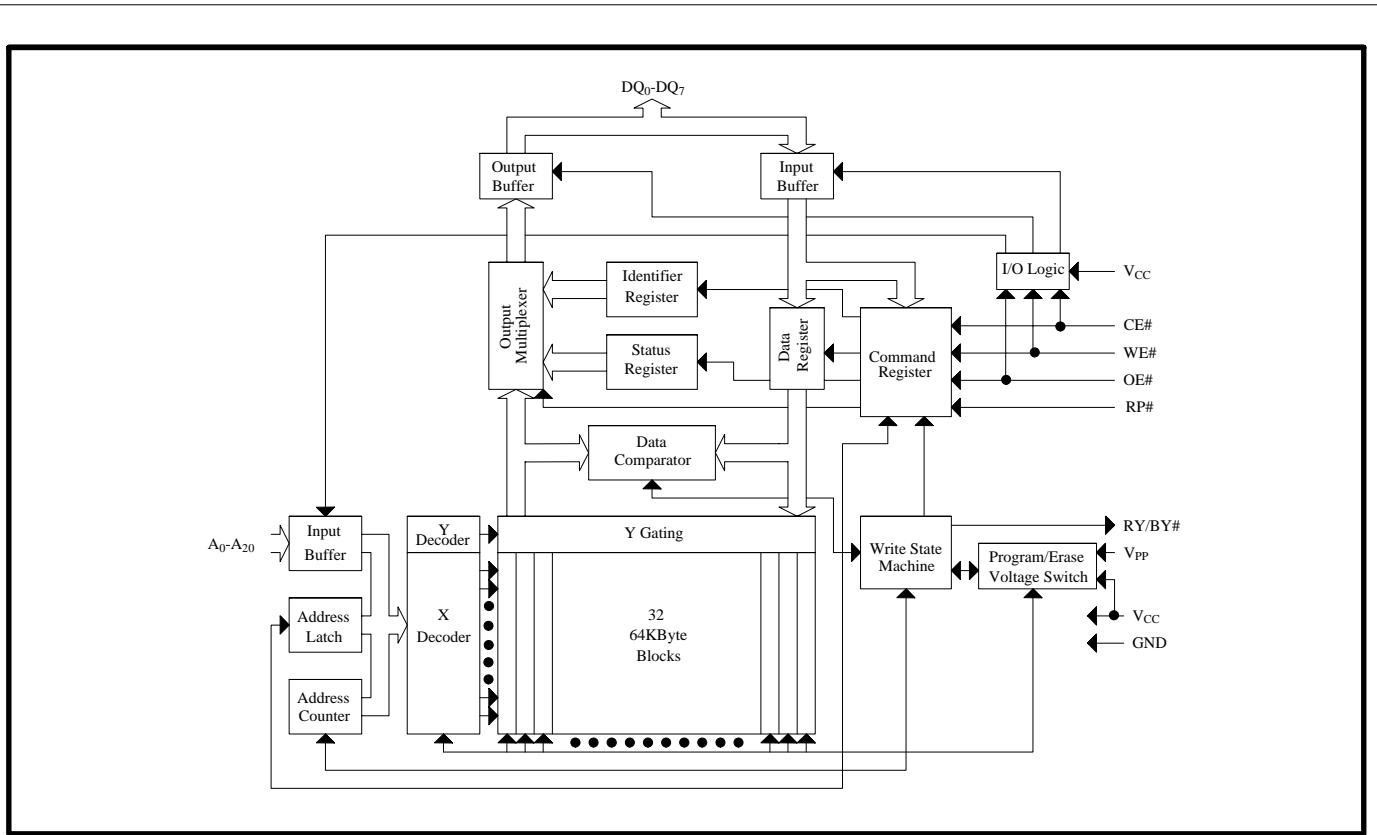 DQ0-DQ7
Output
Buffer
Input
Buffer
I/O Logic
VCC
Identifier
Register
Output
Multiplexer
Status
Register
Data
Register
Command
Register
CE#
WE#
OE#
RP#
Data
Comparator
A0-A20
Input
Buffer
Y
Decoder
Y Gating
Write State
Machine
RY/BY#
Program/Erase
Voltage Switch
VPP
VCC
GND
Address
Latch
X
Decoder
32
64KByte
Blocks
Address
Counter